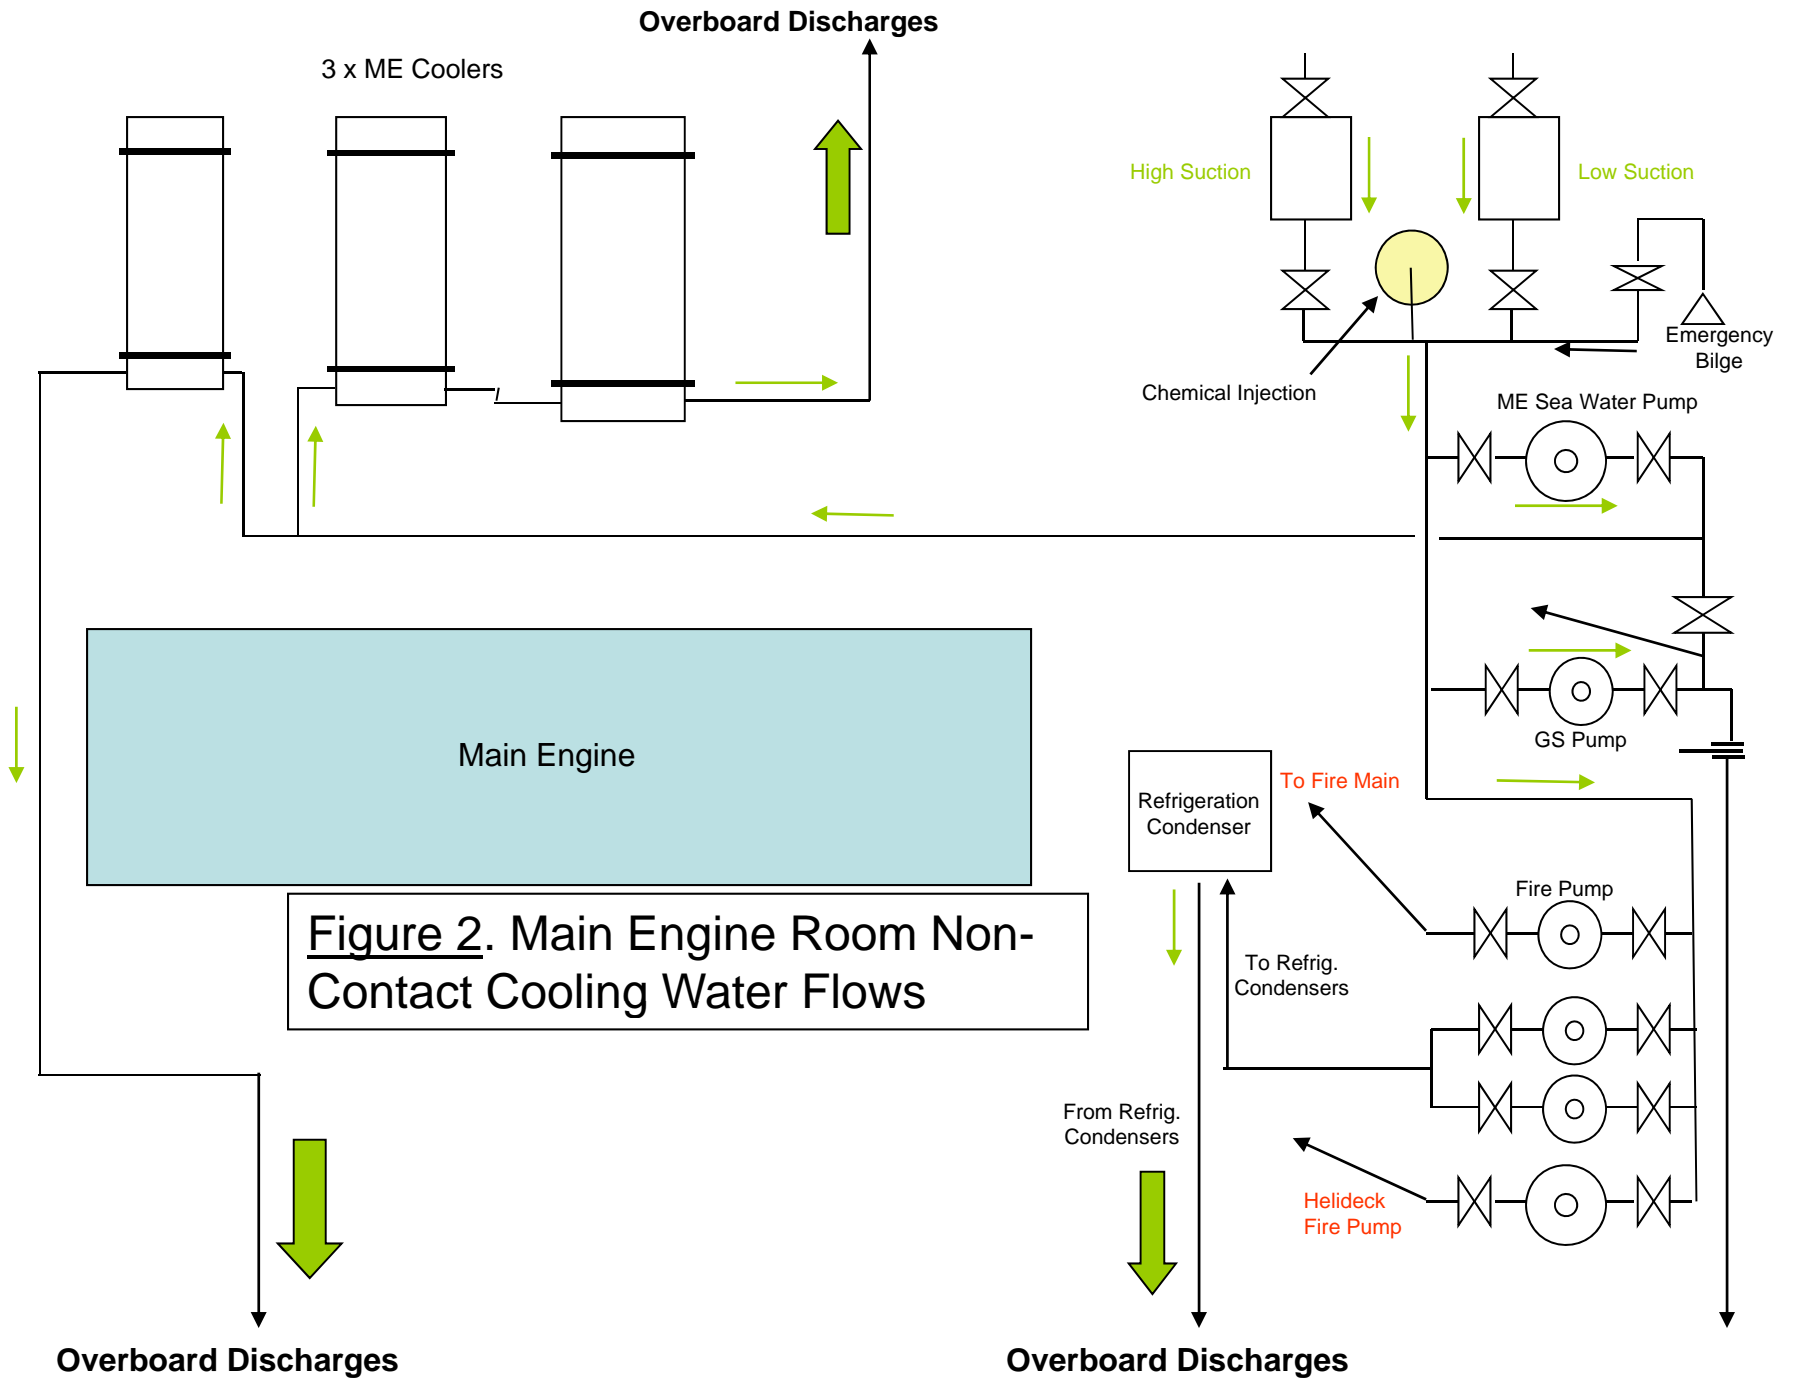 Overboard Discharges
3 x ME Coolers
High Suction
Low Suction
Emergency
Bilge
Chemical Injection
ME Sea Water Pump
GS Pump
Main Engine
To Fire Main
Refrigeration
Condenser
Fire Pump
Figure 2. Main Engine Room Non-
Contact Cooling Water Flows
To Refrig.
Condensers
From Refrig.
Condensers
Helideck
Fire Pump
Overboard Discharges
Overboard Discharges